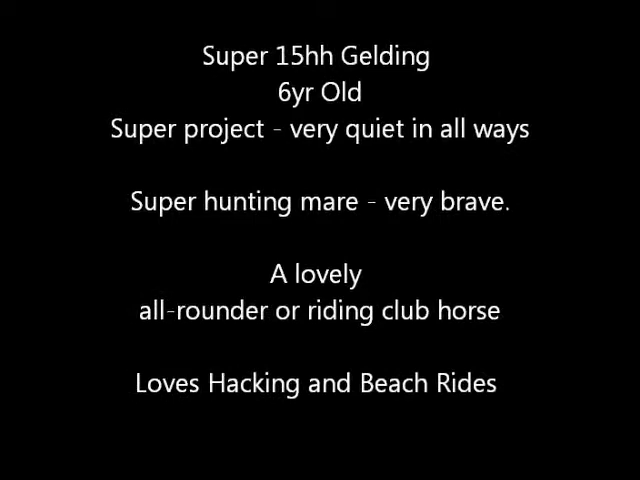 Super 15hh Gelding
6yr Old
Super project - very quiet in all ways
Super hunting mare - very brave.
A lovely
all-rounder or riding club horse
Loves Hacking and Beach Rides